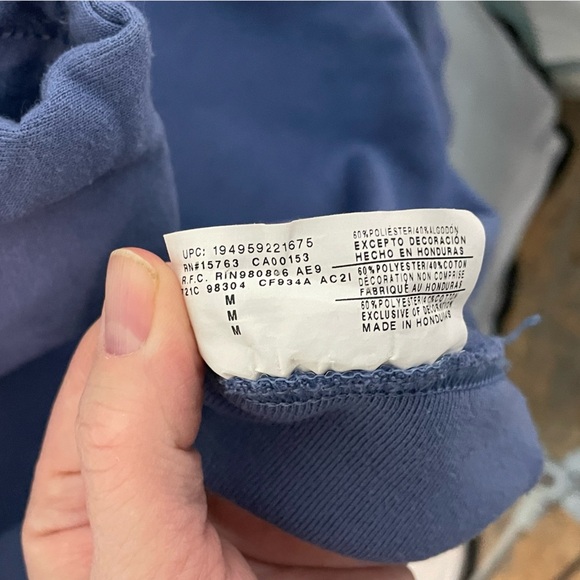 UPC: 194959221675
RN#15763 CA00153
R.F.C. RIN980806 AE9
T21C 98304 CF934A AC2I
M
M
M
60%POLIESTER/40%ALGODON
EXCEPTO DECORACIÓN
HECHO EN HONDURAS
60%POLYESTER/40%COTON
DÉCORATION NON COMPRISE
FABRIQUÉ AU HONDURAS
60%POLYESTER/40%COTTON
EXCLUSIVE OF DECORATION
MADE IN HONDURAS